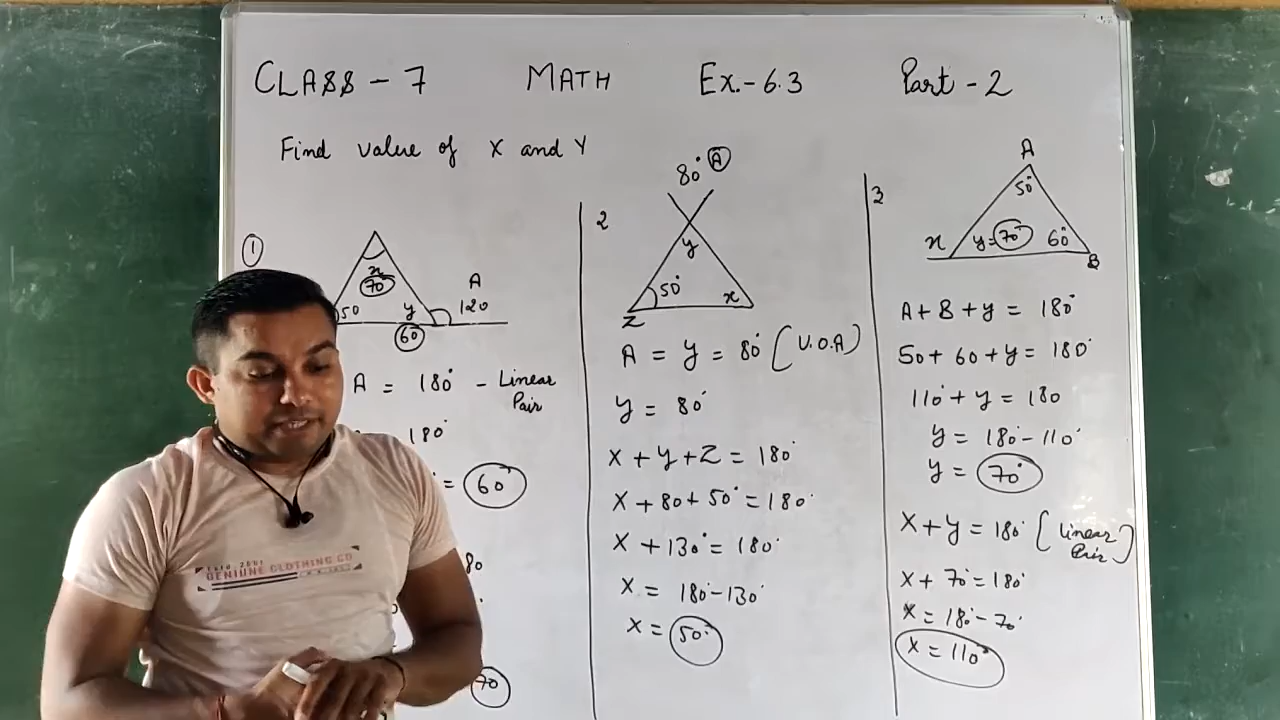 CLASS - 7 MATH Ex.- 6.3 Part - 2
Find value of X and Y
1
x
70
50 y
60
A
120
A = 180° - Linear
Pair
180°
= 60°
80
70
GENIUNE CLOTHING CO
2
80° A
y
50° x
Z
A = y = 80° [V.O.A)
y = 80°
X + y + Z = 180°
X + 80 + 50° = 180°
X + 130° = 180°
X = 180° - 130°
X = 50°
3
A
50°
x y=70° 60°
B
A + B + y = 180°
50 + 60 + y = 180°
110° + y = 180
y = 180° - 110°
y = 70°
X + y = 180° [Linear
Pair]
X + 70° = 180°
X = 180° - 70°
X = 110°